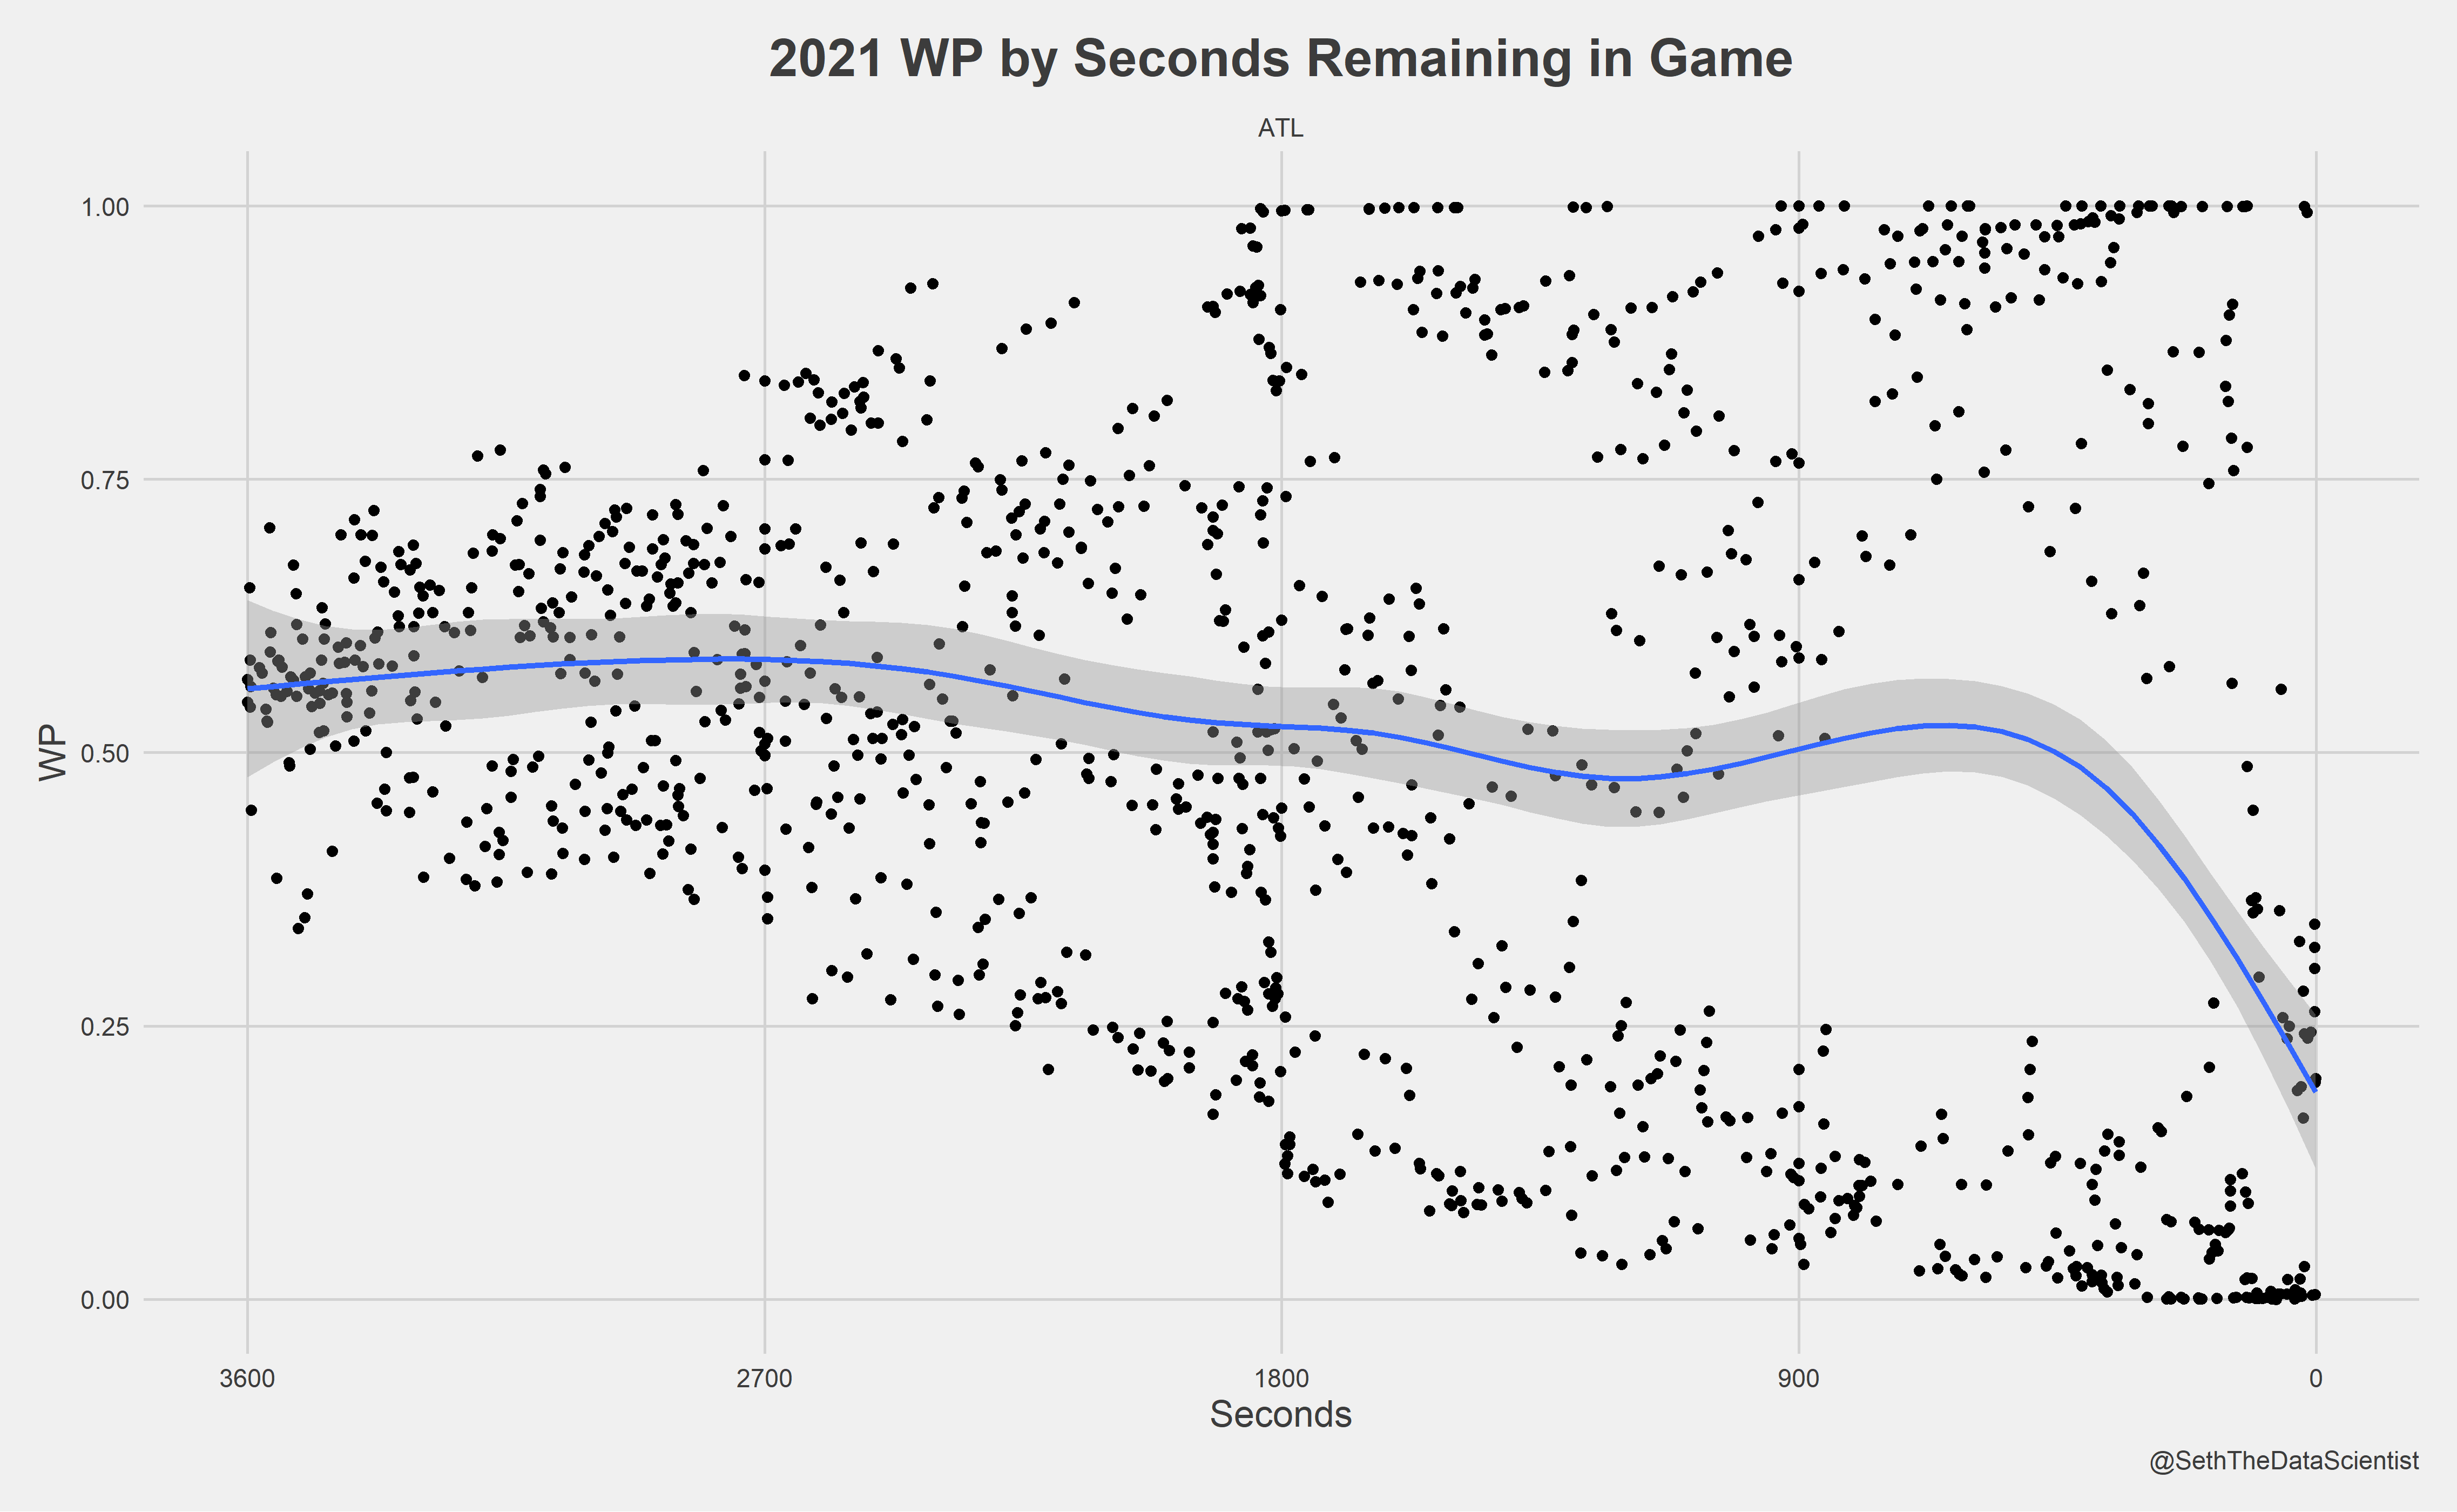 2021 WP by Seconds Remaining in Game
ATL
WP
1.00
0.75
0.50
0.25
0.00
3600 2700 1800 900 0
Seconds
@SethTheDataScientist